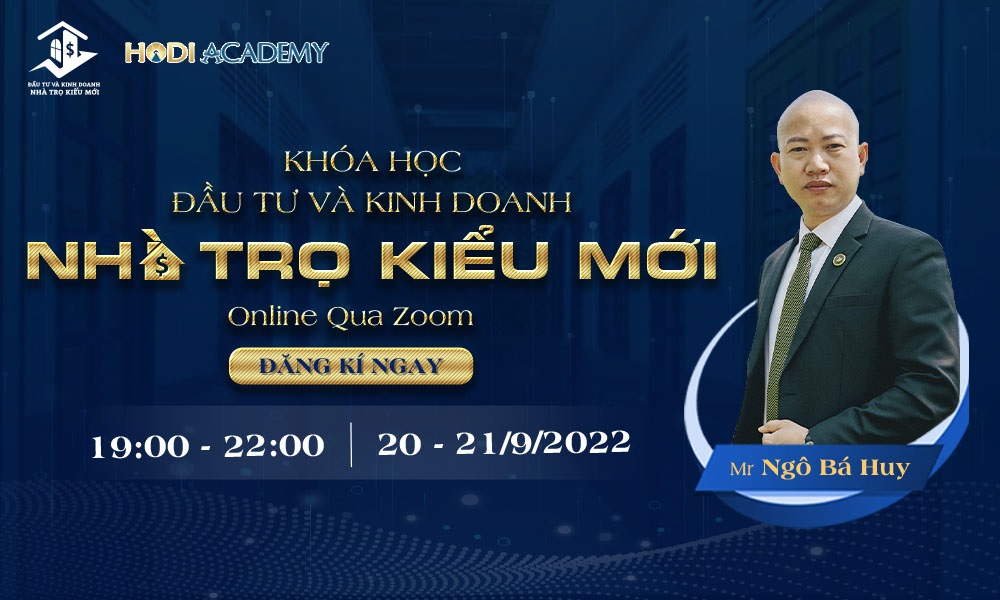 ĐẦU TƯ VÀ KINH DOANH
NHÀ TRỌ KIỂU MỚI
HODI ACADEMY
KHÓA HỌC
ĐẦU TƯ VÀ KINH DOANH
NHÀ TRỌ KIỂU MỚI
Online Qua Zoom
ĐĂNG KÍ NGAY
19:00 - 22:00
20 - 21/9/2022
Mr Ngô Bá Huy